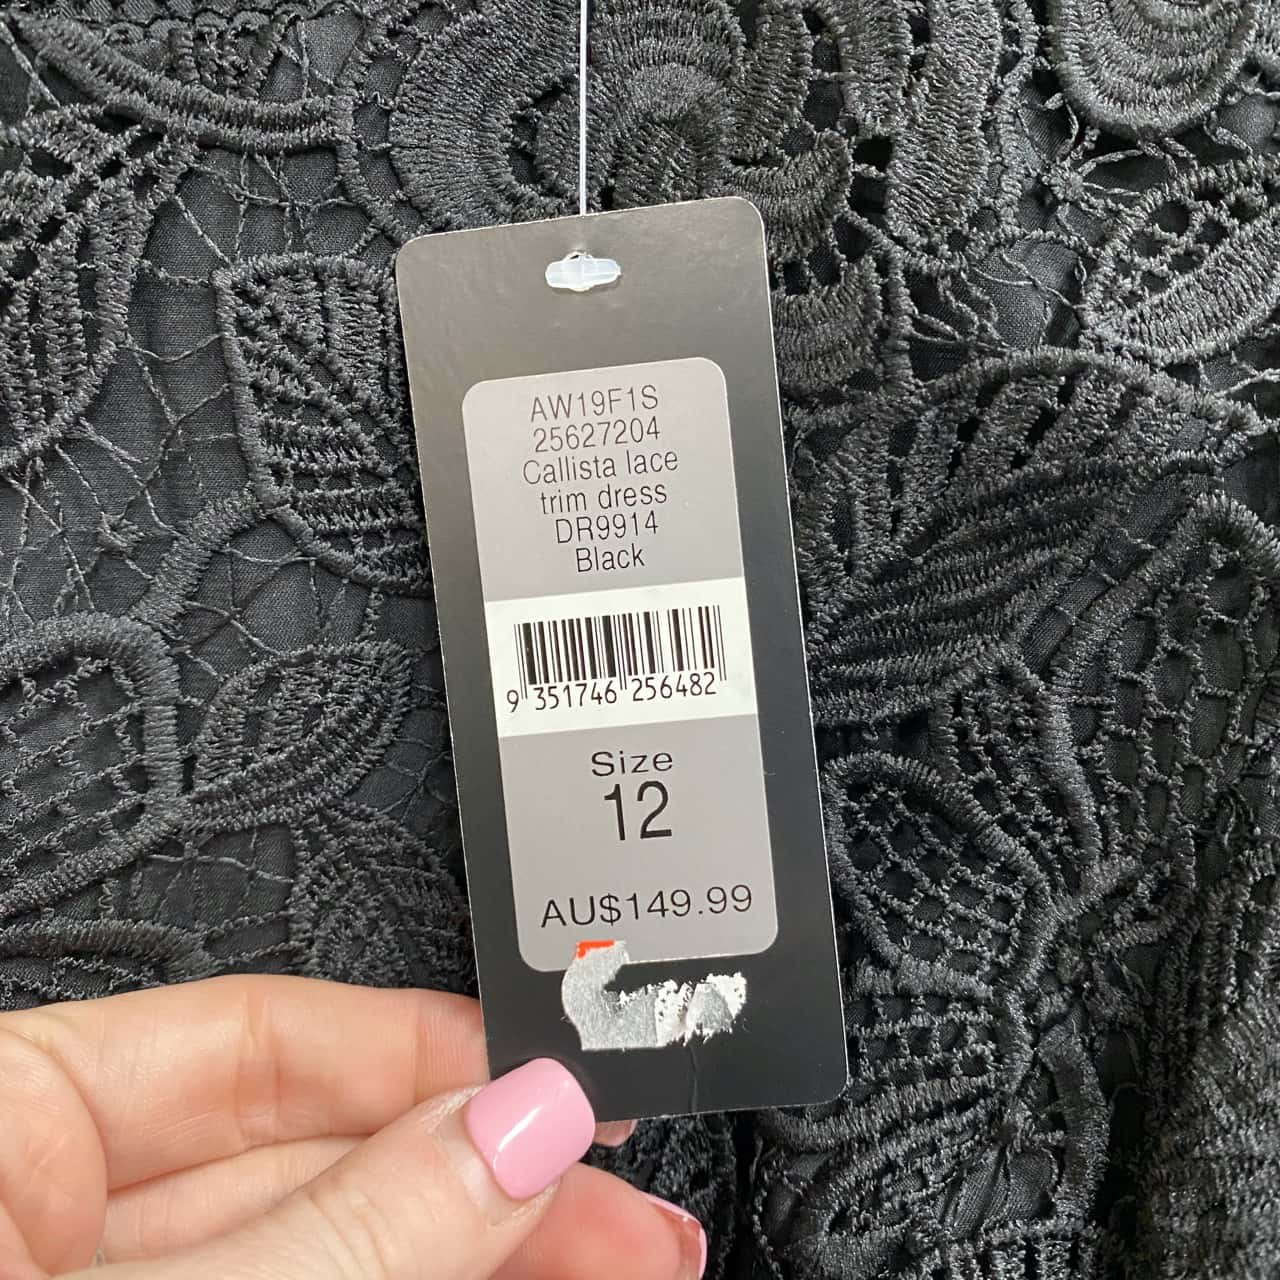 AW19F1S
25627204
Callista lace
trim dress
DR9914
Black
9 351746 256482
Size
12
AU$149.99